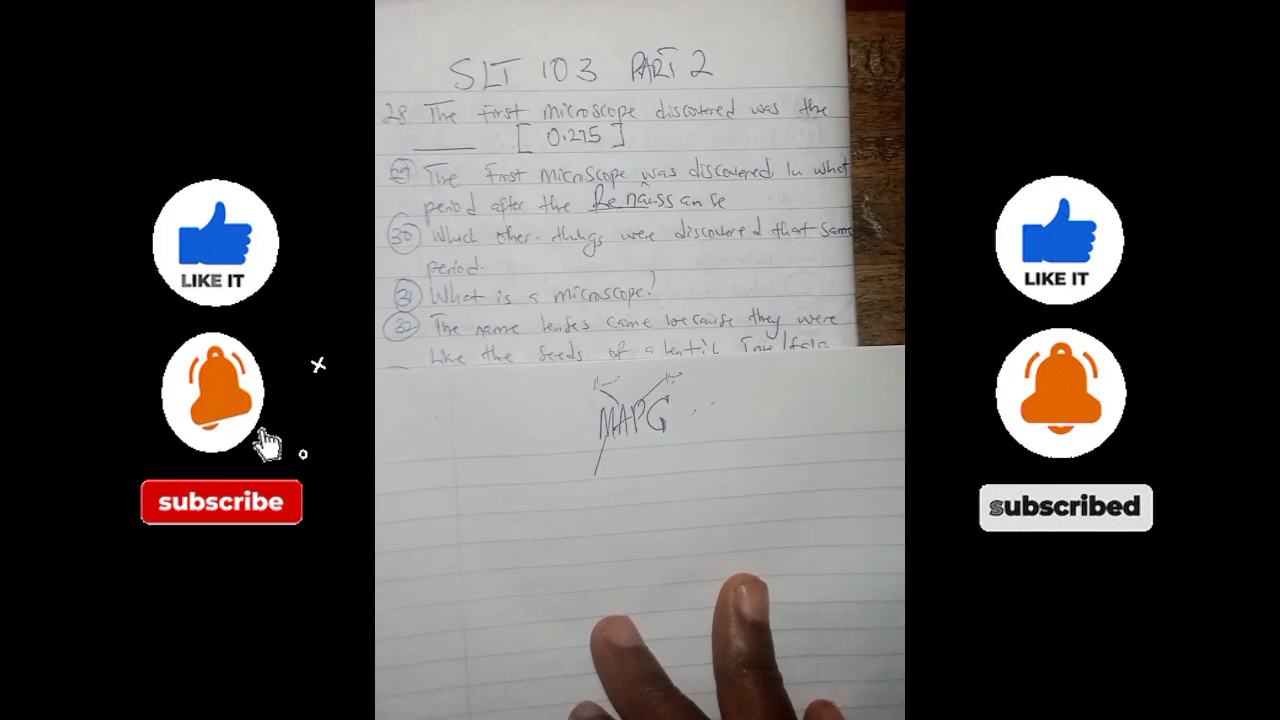 SLT 103 PART 2
28 The first microscope discovered was the
[ 0.275 ]
29 The first microscope was discovered in what
period after the Renaissanse
30 Which other things were discovered that same
period.
31 What is a microscope?
32 The name lenses came because they were
like the seeds of a lentil
MAPG
LIKE IT
subscribe
LIKE IT
subscribed